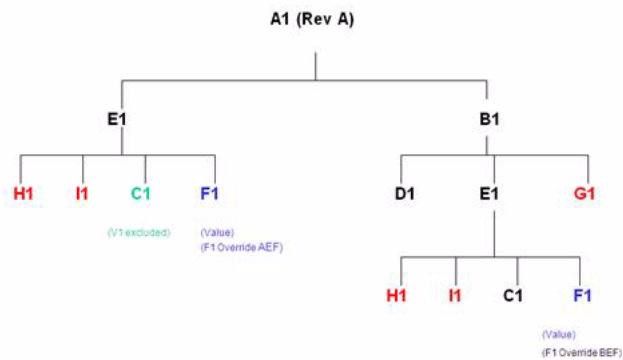 A1 (Rev A)
E1 B1
H1 I1 C1 F1 D1 E1 G1
(V1 excluded) (Value)
(F1 Override AEF)
H1 I1 C1 F1
(Value)
(F1 Override BEF)